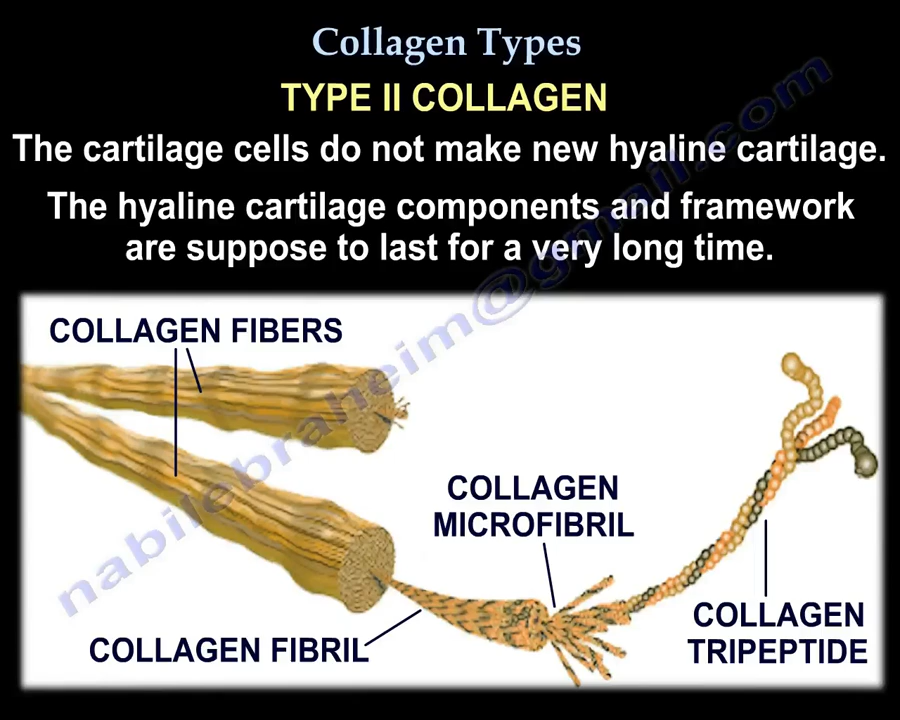 Collagen Types
TYPE II COLLAGEN
The cartilage cells do not make new hyaline cartilage.
The hyaline cartilage components and framework
are suppose to last for a very long time.
COLLAGEN FIBERS
COLLAGEN
MICROFIBRIL
COLLAGEN FIBRIL
COLLAGEN
TRIPEPTIDE
nabilebraheim@gmail.com